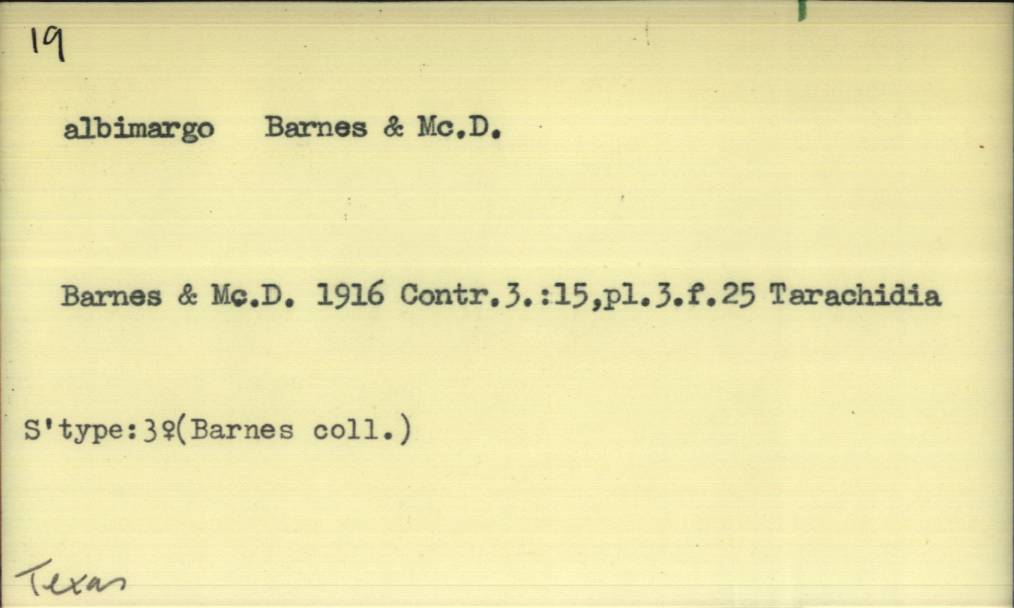 19
albimargo Barnes & Mc.D.
Barnes & Mc.D. 1916 Contr.3.:15,pl.3.f.25 Tarachidia
S'type:3♀(Barnes coll.)
Texas